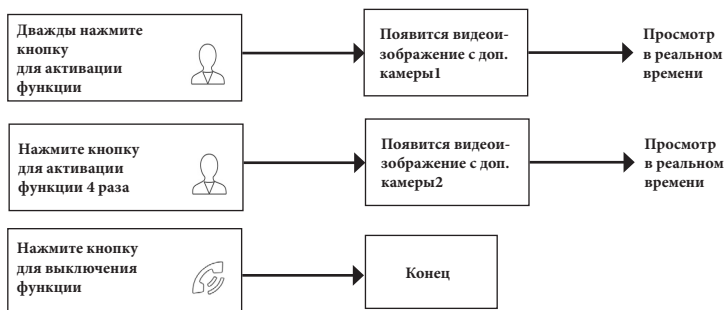 Дважды нажмите
кнопку
для активации
функции
Появится видеои-
зображение с доп.
камеры1
Просмотр
в реальном
времени
Нажмите кнопку
для активации
функции 4 раза
Появится видеои-
зображение с доп.
камеры2
Просмотр
в реальном
времени
Нажмите кнопку
для выключения
функции
Конец